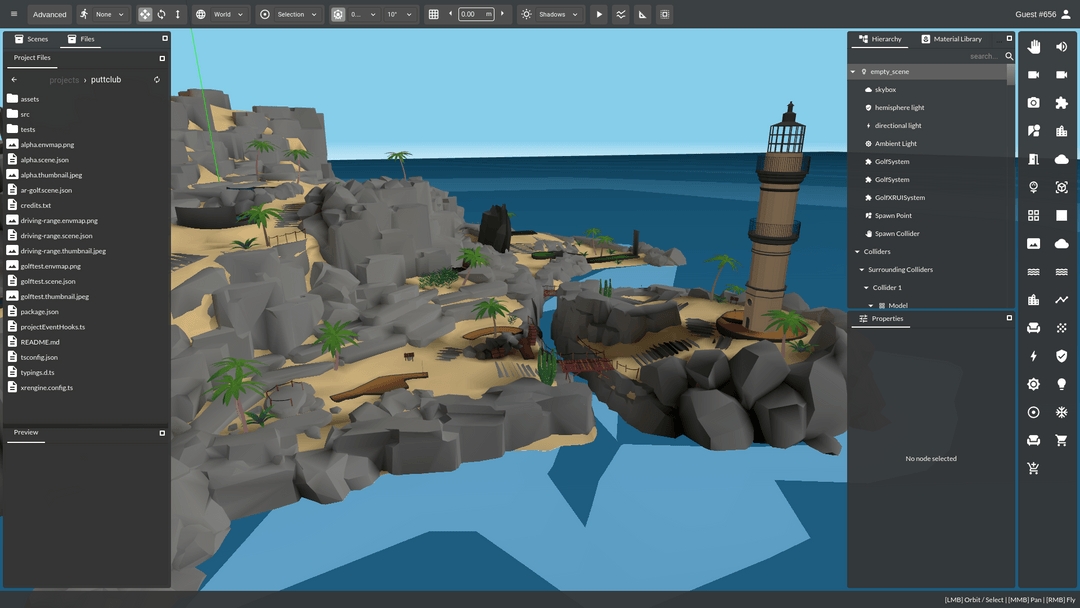 Advanced
None
World
Selection
0...
10°
0.00 m
Shadows
Guest #656
Scenes
Files
Project Files
projects › puttclub
assets
src
tests
alpha.envmap.png
alpha.scene.json
alpha.thumbnail.jpeg
ar-golf.scene.json
credits.txt
driving-range.envmap.png
driving-range.scene.json
driving-range.thumbnail.jpeg
golftest.envmap.png
golftest.scene.json
golftest.thumbnail.jpeg
package.json
projectEventHooks.ts
README.md
tsconfig.json
typings.d.ts
xrengine.config.ts
Preview
Hierarchy
Material Library
search...
empty_scene
skybox
hemisphere light
directional light
Ambient Light
GolfSystem
GolfSystem
GolfXRUISystem
Spawn Point
Spawn Collider
Colliders
Surrounding Colliders
Collider 1
Model
Properties
No node selected
[LMB] Orbit / Select | [MMB] Pan | [RMB] Fly